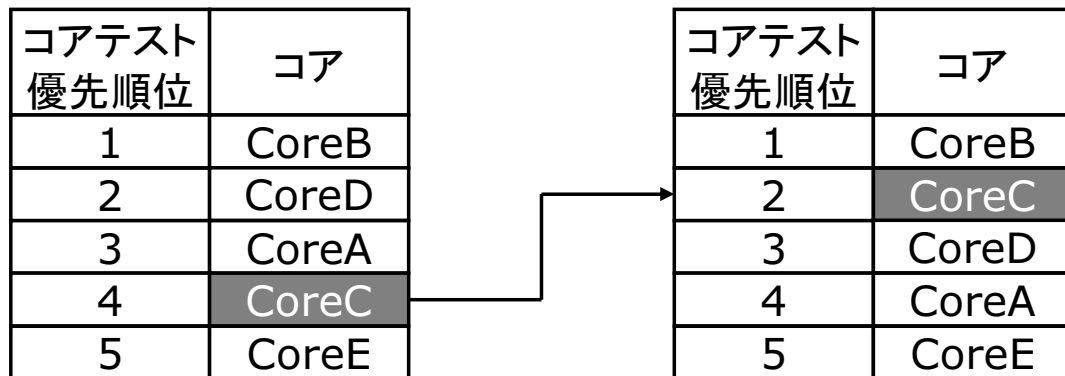 コアテスト
優先順位
コア
1 CoreB
2 CoreD
3 CoreA
4 CoreC
5 CoreE
コアテスト
優先順位
コア
1 CoreB
2 CoreC
3 CoreD
4 CoreA
5 CoreE